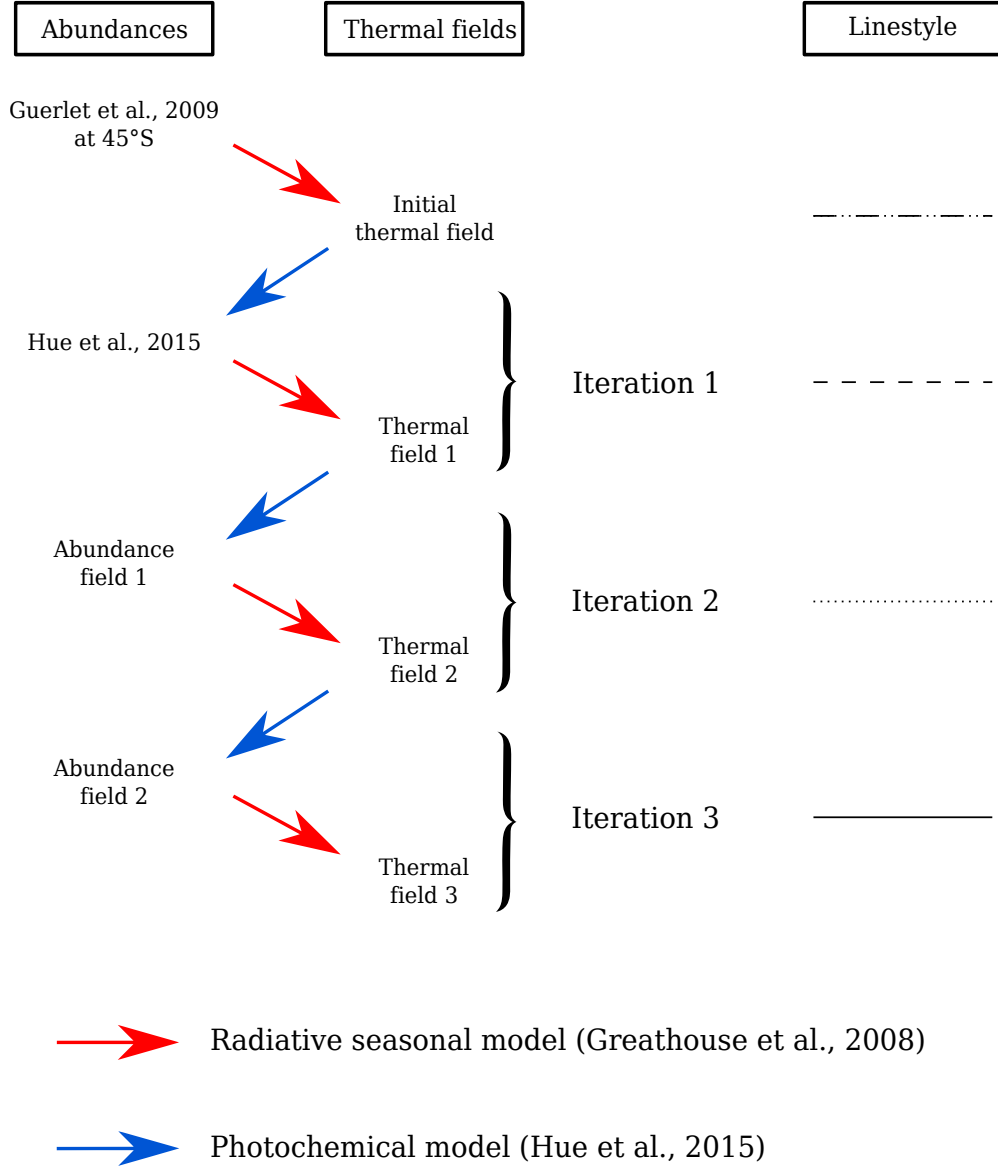 Abundances
Thermal fields
Linestyle
Guerlet et al., 2009
at 45°S
Initial
thermal field
Hue et al., 2015
Iteration 1
Thermal
field 1
Abundance
field 1
Iteration 2
Thermal
field 2
Abundance
field 2
Iteration 3
Thermal
field 3
Radiative seasonal model (Greathouse et al., 2008)
Photochemical model (Hue et al., 2015)